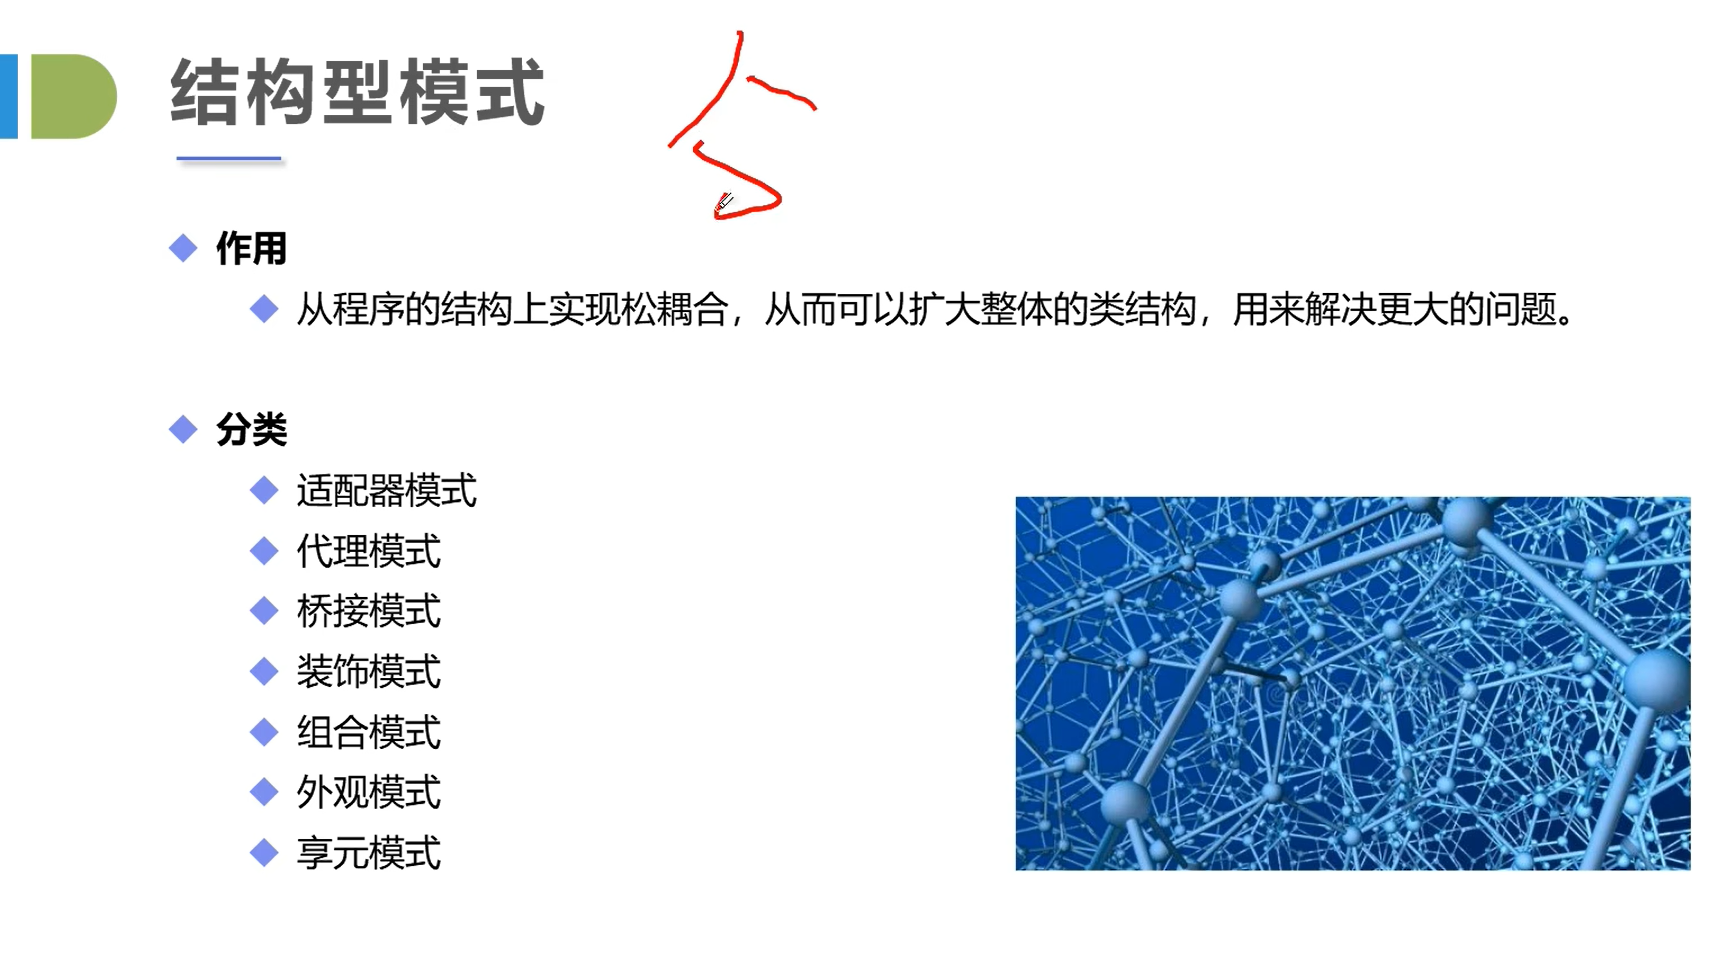 结构型模式
作用
从程序的结构上实现松耦合，从而可以扩大整体的类结构，用来解决更大的问题。
分类
适配器模式
代理模式
桥接模式
装饰模式
组合模式
外观模式
享元模式